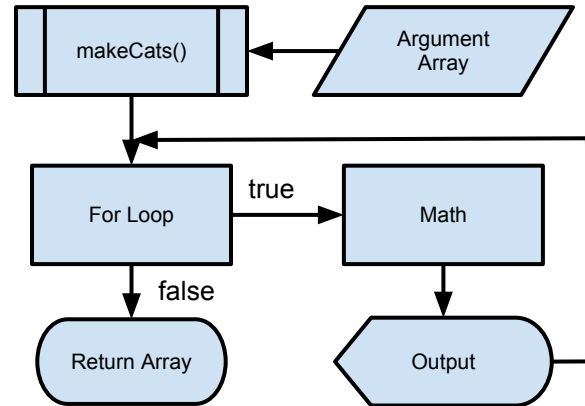 makeCats()
Argument
Array
For Loop
true
Math
false
Return Array
Output